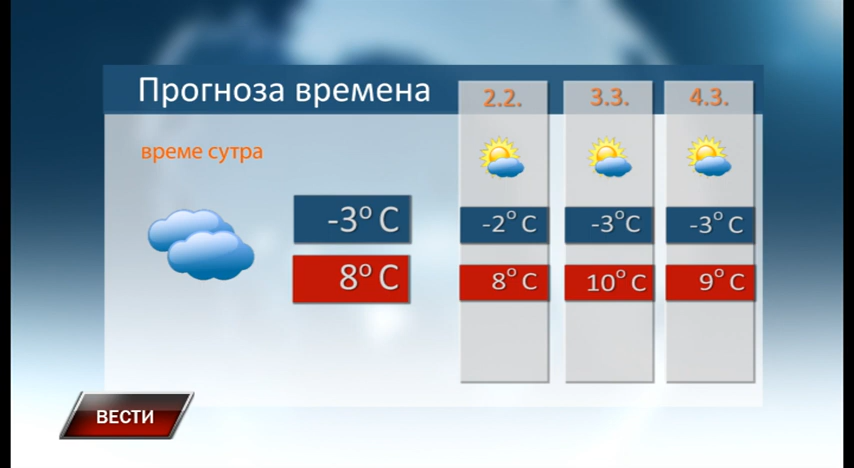 Прогноза времена
време сутра
-3° C
8° C
2.2.
-2° C
8° C
3.3.
-3°C
10° C
4.3.
-3° C
9° C
ВЕСТИ